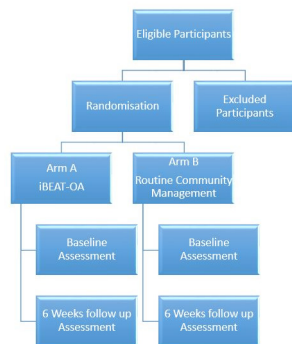 Eligible Participants
Randomisation
Excluded
Participants
Arm A
iBEAT-OA
Arm B
Routine Community
Management
Baseline
Assessment
Baseline
Assessment
6 Weeks follow up
Assessment
6 Weeks follow up
Assessment